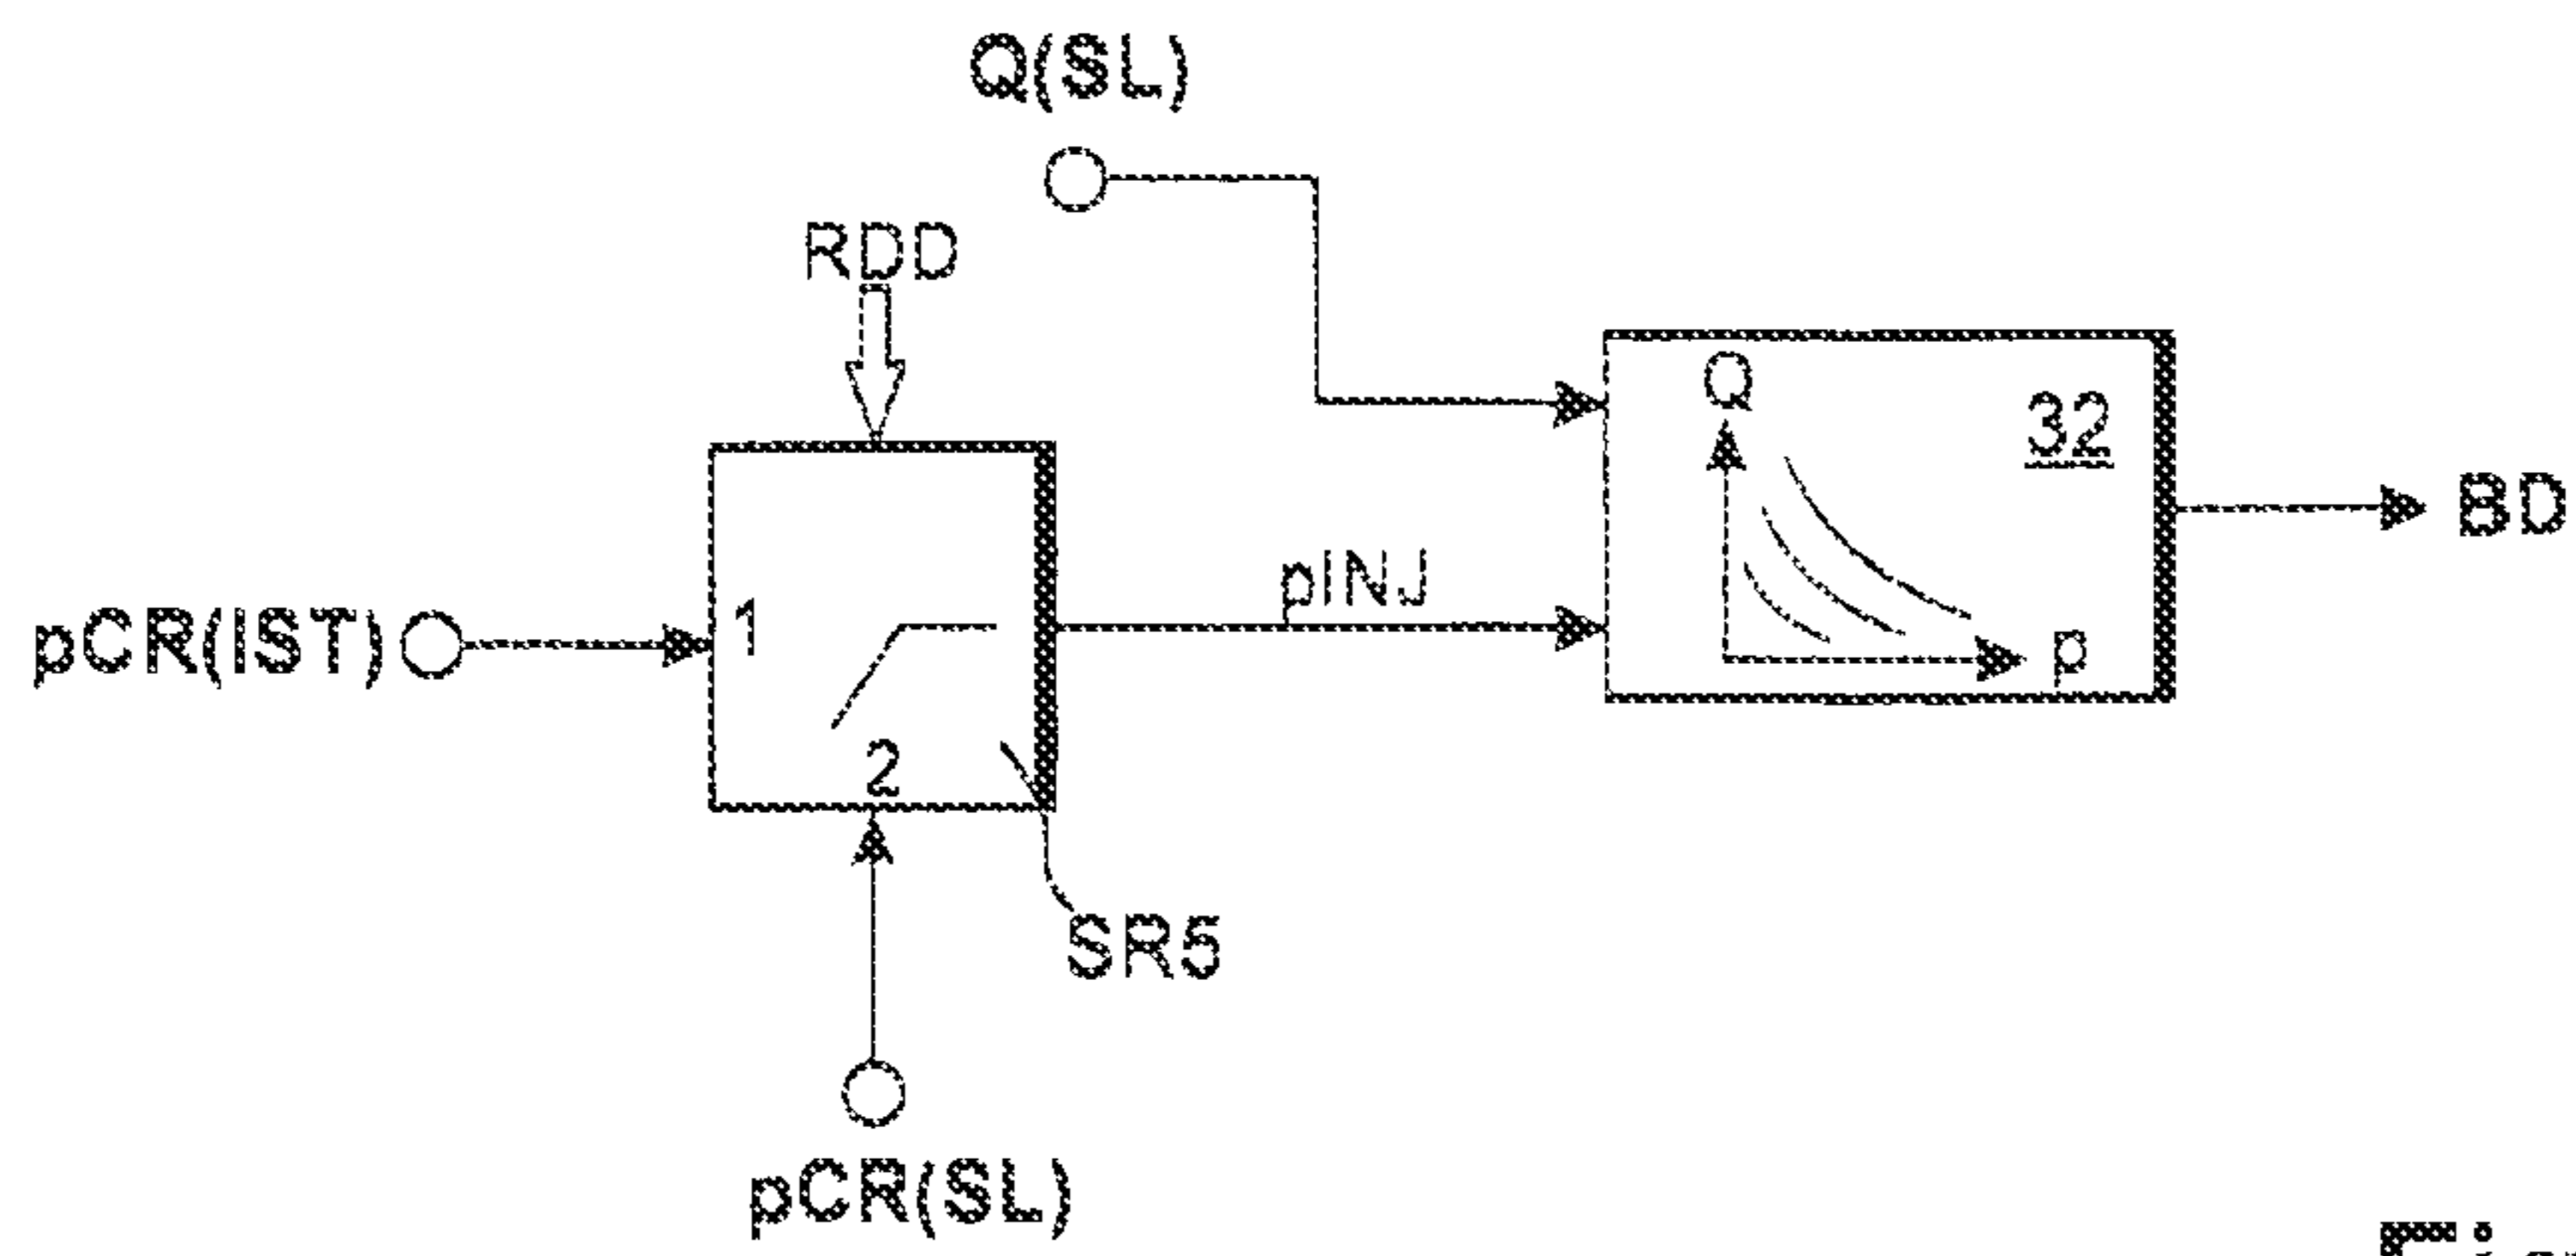 Q(SL)
RDD
Q
32
BD
pINJ
pCR(IST)
1
p
2
SR5
pCR(SL)